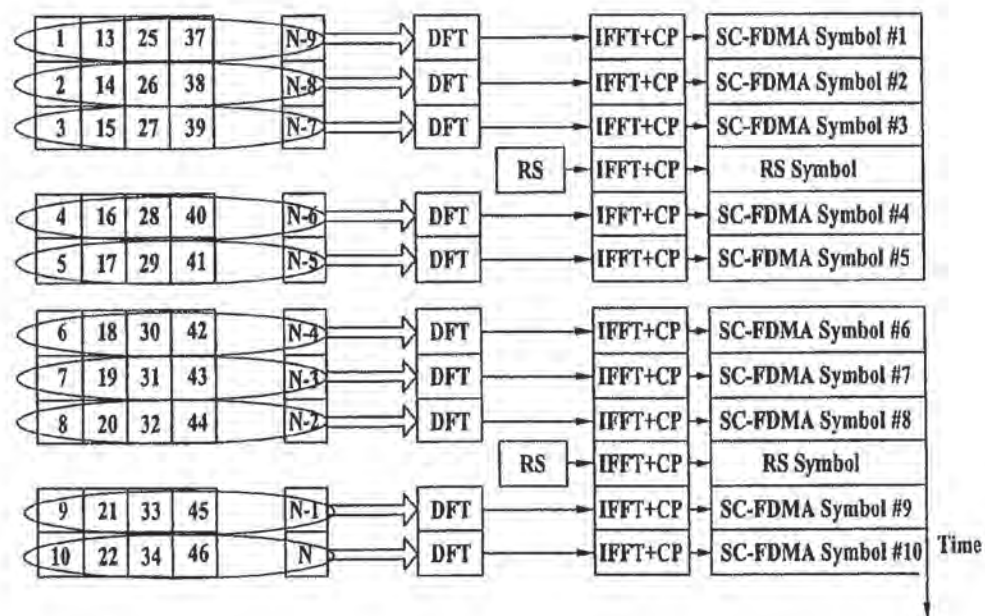 1 13 25 37 N-9 DFT IFFT+CP SC-FDMA Symbol #1
2 14 26 38 N-8 DFT IFFT+CP SC-FDMA Symbol #2
3 15 27 39 N-7 DFT IFFT+CP SC-FDMA Symbol #3
RS IFFT+CP RS Symbol
4 16 28 40 N-6 DFT IFFT+CP SC-FDMA Symbol #4
5 17 29 41 N-5 DFT IFFT+CP SC-FDMA Symbol #5
6 18 30 42 N-4 DFT IFFT+CP SC-FDMA Symbol #6
7 19 31 43 N-3 DFT IFFT+CP SC-FDMA Symbol #7
8 20 32 44 N-2 DFT IFFT+CP SC-FDMA Symbol #8
RS IFFT+CP RS Symbol
9 21 33 45 N-1 DFT IFFT+CP SC-FDMA Symbol #9
10 22 34 46 N DFT IFFT+CP SC-FDMA Symbol #10 Time